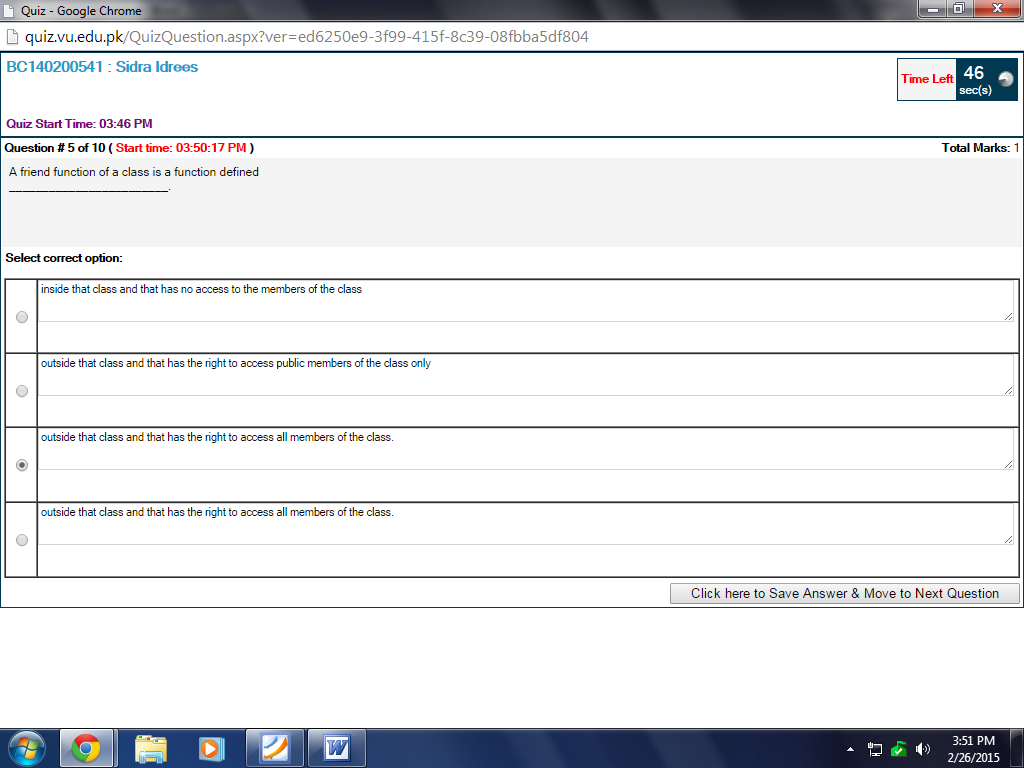 Quiz - Google Chrome
quiz.vu.edu.pk/QuizQuestion.aspx?ver=ed6250e9-3f99-415f-8c39-08fbba5df804
BC140200541 : Sidra Idrees
Time Left 46 sec(s)
Quiz Start Time: 03:46 PM
Question # 5 of 10 ( Start time: 03:50:17 PM ) Total Marks: 1
A friend function of a class is a function defined
________________________.
Select correct option:
inside that class and that has no access to the members of the class
outside that class and that has the right to access public members of the class only
outside that class and that has the right to access all members of the class.
outside that class and that has the right to access all members of the class.
Click here to Save Answer & Move to Next Question
3:51 PM
2/26/2015